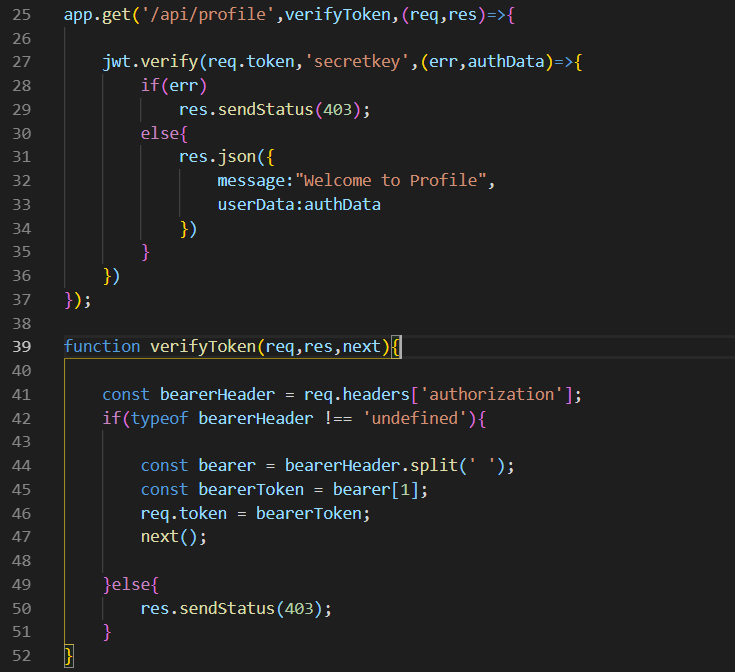 25 app.get('/api/profile',verifyToken,(req,res)=>{
26
27     jwt.verify(req.token,'secretkey',(err,authData)=>{
28         if(err)
29             res.sendStatus(403);
30         else{
31             res.json({
32                 message:"Welcome to Profile",
33                 userData:authData
34             })
35         }
36     })
37 });
38
39 function verifyToken(req,res,next){
40
41     const bearerHeader = req.headers['authorization'];
42     if(typeof bearerHeader !== 'undefined'){
43
44         const bearer = bearerHeader.split(' ');
45         const bearerToken = bearer[1];
46         req.token = bearerToken;
47         next();
48
49     }else{
50         res.sendStatus(403);
51     }
52 }